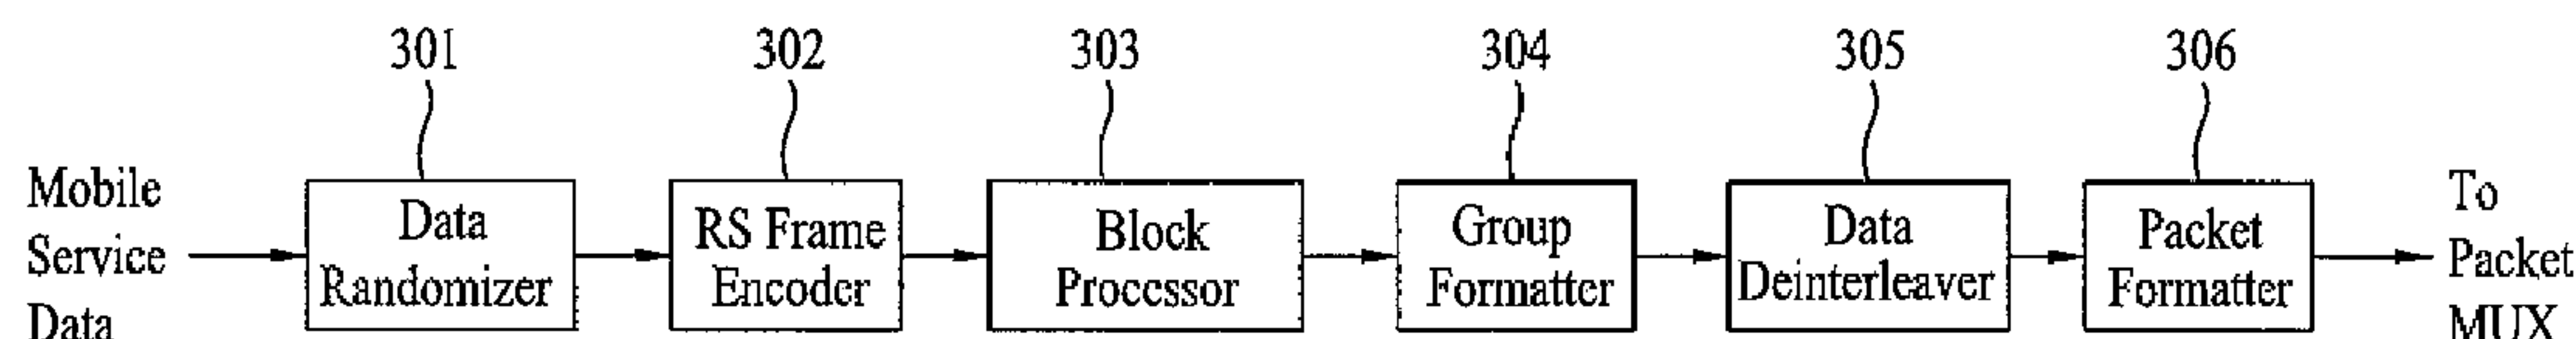 301
302
303
304
305
306
Mobile
Service
Data
Data
Randomizer
RS Frame
Encoder
Block
Processor
Group
Formatter
Data
Deinterleaver
Packet
Formatter
To
Packet
MUX